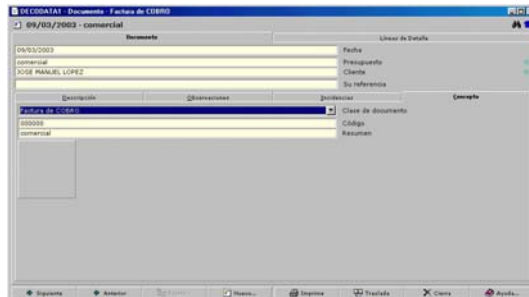 DECODATA1 - Documento - Factura de COBRO
09/03/2003 - comercial
Documento
Líneas de Detalle
09/03/2003
Fecha
comercial
Presupuesto
JOSE MANUEL LOPEZ
Cliente
Su referencia
Descripción
Observaciones
Incidencias
Concepto
Factura de COBRO
Clase de documento
000000
Código
comercial
Resumen
Siguiente
Anterior
Nuevo...
Imprime
Traslada
Cierra
Ayuda...